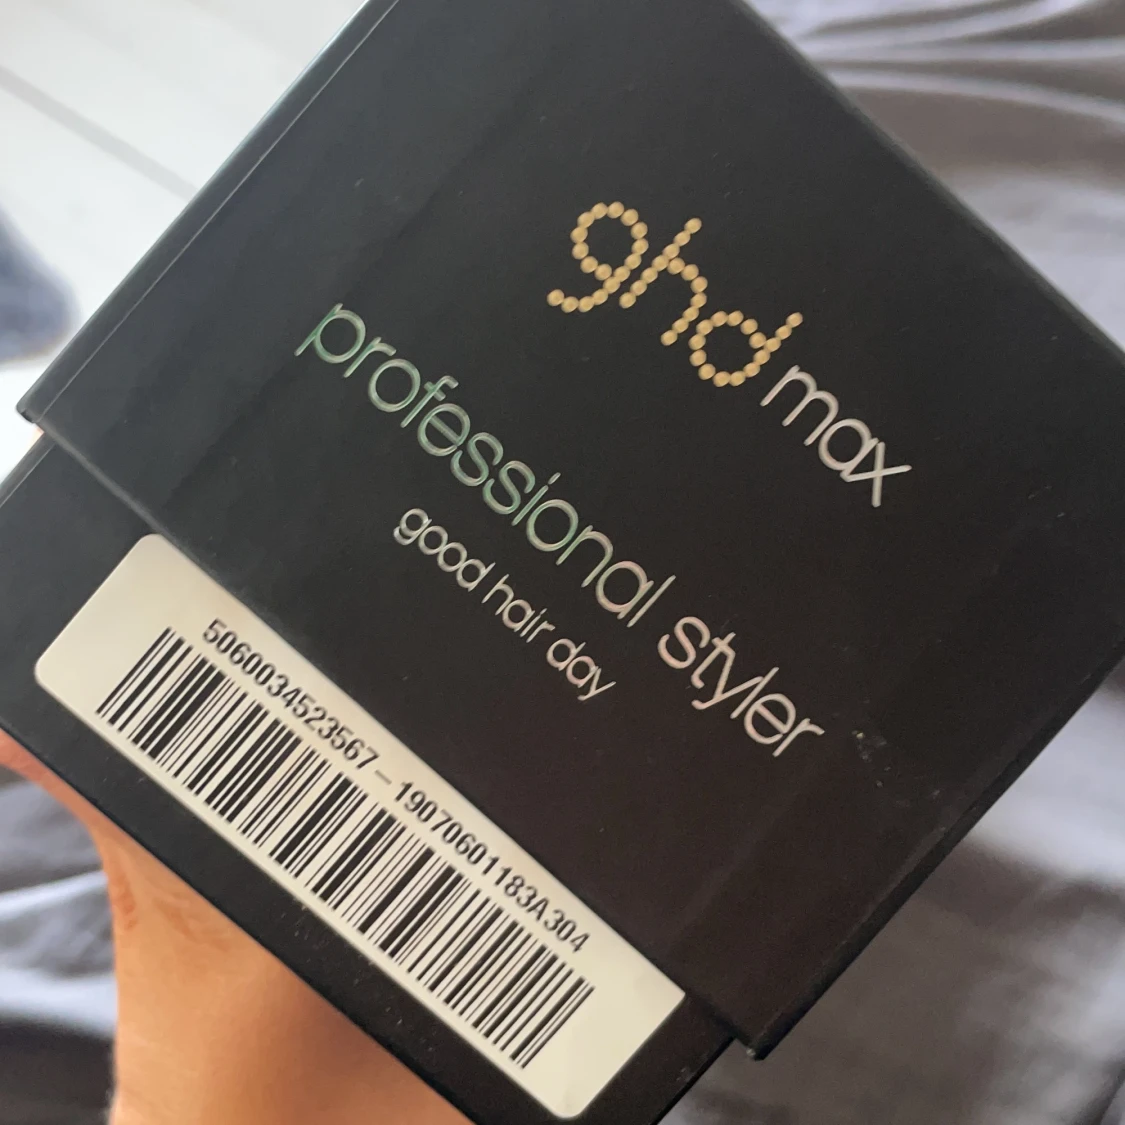 ghd max
professional styler
good hair day
5060034523567-19070601183A304